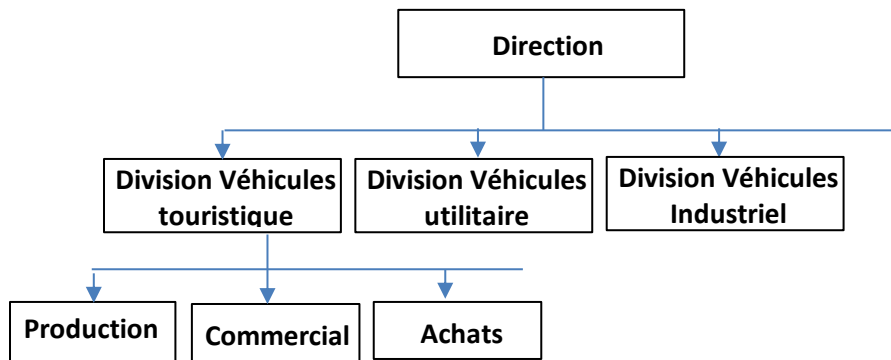 Direction
Division Véhicules
touristique
Division Véhicules
utilitaire
Division Véhicules
Industriel
Production
Commercial
Achats